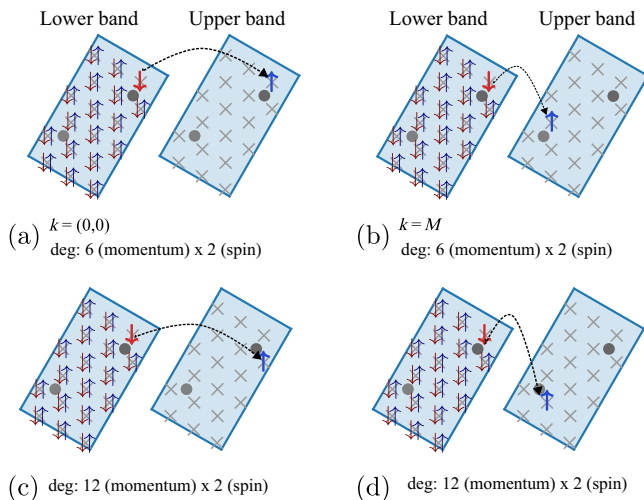 Lower band Upper band Lower band Upper band
(a) k = (0,0)
deg: 6 (momentum) x 2 (spin)
(b) k = M
deg: 6 (momentum) x 2 (spin)
(c) deg: 12 (momentum) x 2 (spin)
(d) deg: 12 (momentum) x 2 (spin)